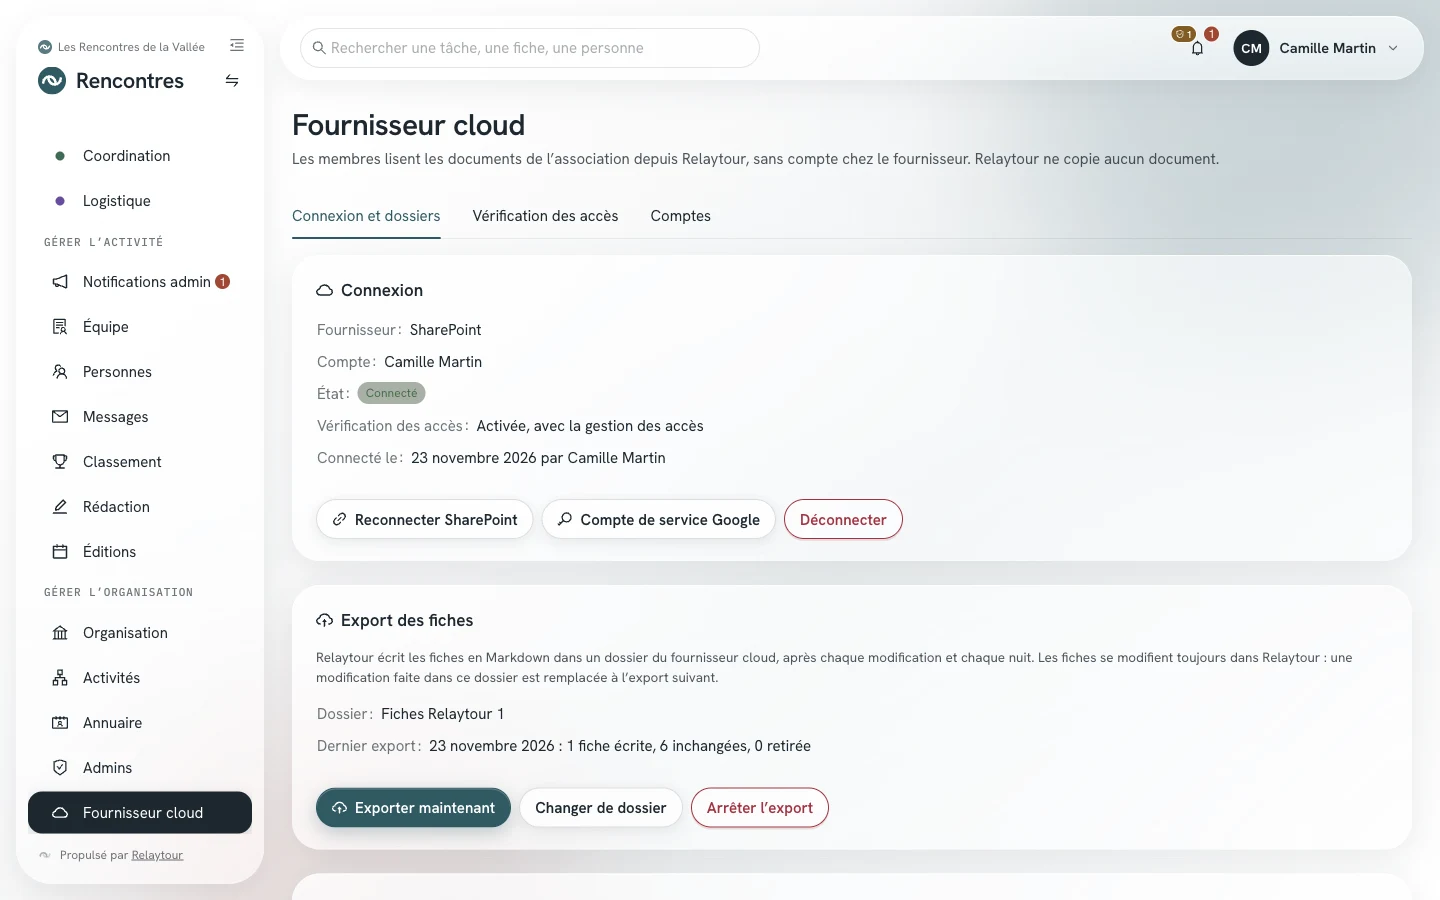 Les Rencontres de la Vallée
Rencontres
Coordination
Logistique
GÉRER L’ACTIVITÉ
Notifications admin 1
Équipe
Personnes
Messages
Classement
Rédaction
Éditions
GÉRER L’ORGANISATION
Organisation
Activités
Annuaire
Admins
Fournisseur cloud
Propulsé par Relaytour
Rechercher une tâche, une fiche, une personne
1
1
CM
Camille Martin
Fournisseur cloud
Les membres lisent les documents de l’association depuis Relaytour, sans compte chez le fournisseur. Relaytour ne copie aucun document.
Connexion et dossiers
Vérification des accès
Comptes
Connexion
Fournisseur : SharePoint
Compte : Camille Martin
État : Connecté
Vérification des accès : Activée, avec la gestion des accès
Connecté le : 23 novembre 2026 par Camille Martin
Reconnecter SharePoint
Compte de service Google
Déconnecter
Export des fiches
Relaytour écrit les fiches en Markdown dans un dossier du fournisseur cloud, après chaque modification et chaque nuit. Les fiches se modifient toujours dans Relaytour : une
modification faite dans ce dossier est remplacée à l’export suivant.
Dossier : Fiches Relaytour 1
Dernier export : 23 novembre 2026 : 1 fiche écrite, 6 inchangées, 0 retirée
Exporter maintenant
Changer de dossier
Arrêter l’export